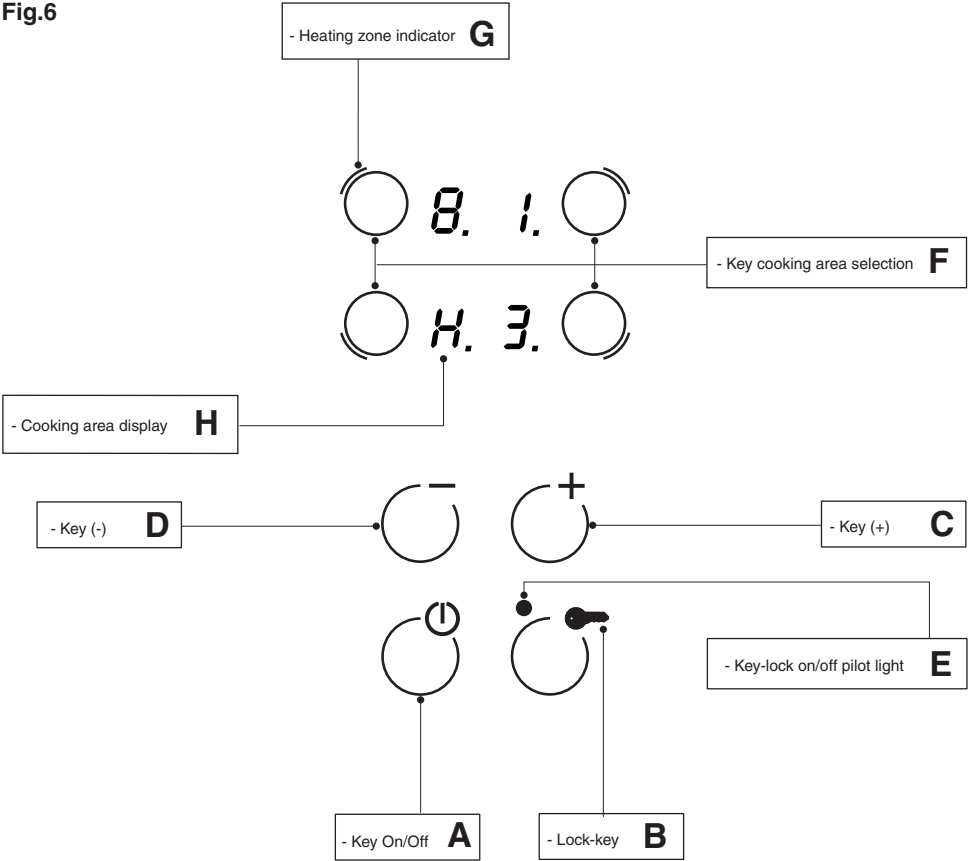 Fig.6
- Heating zone indicator G
8. 1.
- Key cooking area selection F
H. 3.
- Cooking area display H
- +
- Key (-) D
- Key (+) C
- Key-lock on/off pilot light E
- Key On/Off A
- Lock-key B